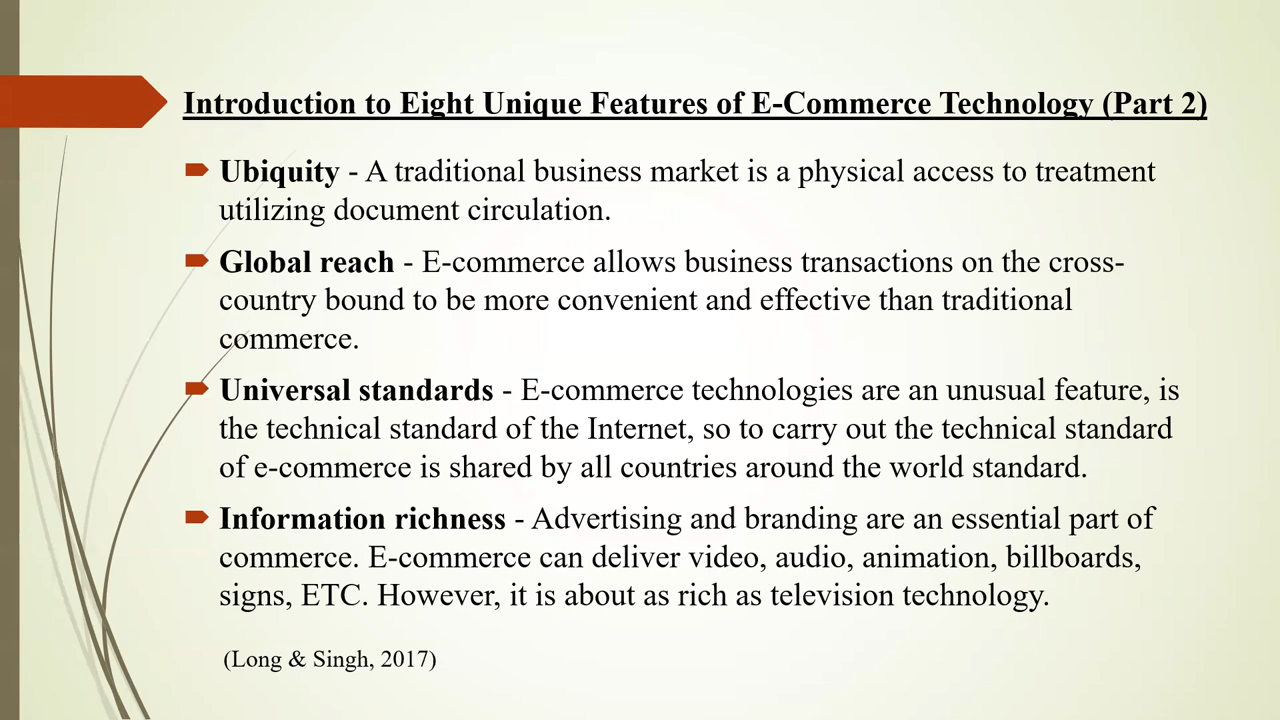 Introduction to Eight Unique Features of E-Commerce Technology (Part 2)
Ubiquity - A traditional business market is a physical access to treatment
utilizing document circulation.
Global reach - E-commerce allows business transactions on the cross-
country bound to be more convenient and effective than traditional
commerce.
Universal standards - E-commerce technologies are an unusual feature, is
the technical standard of the Internet, so to carry out the technical standard
of e-commerce is shared by all countries around the world standard.
Information richness - Advertising and branding are an essential part of
commerce. E-commerce can deliver video, audio, animation, billboards,
signs, ETC. However, it is about as rich as television technology.
(Long & Singh, 2017)